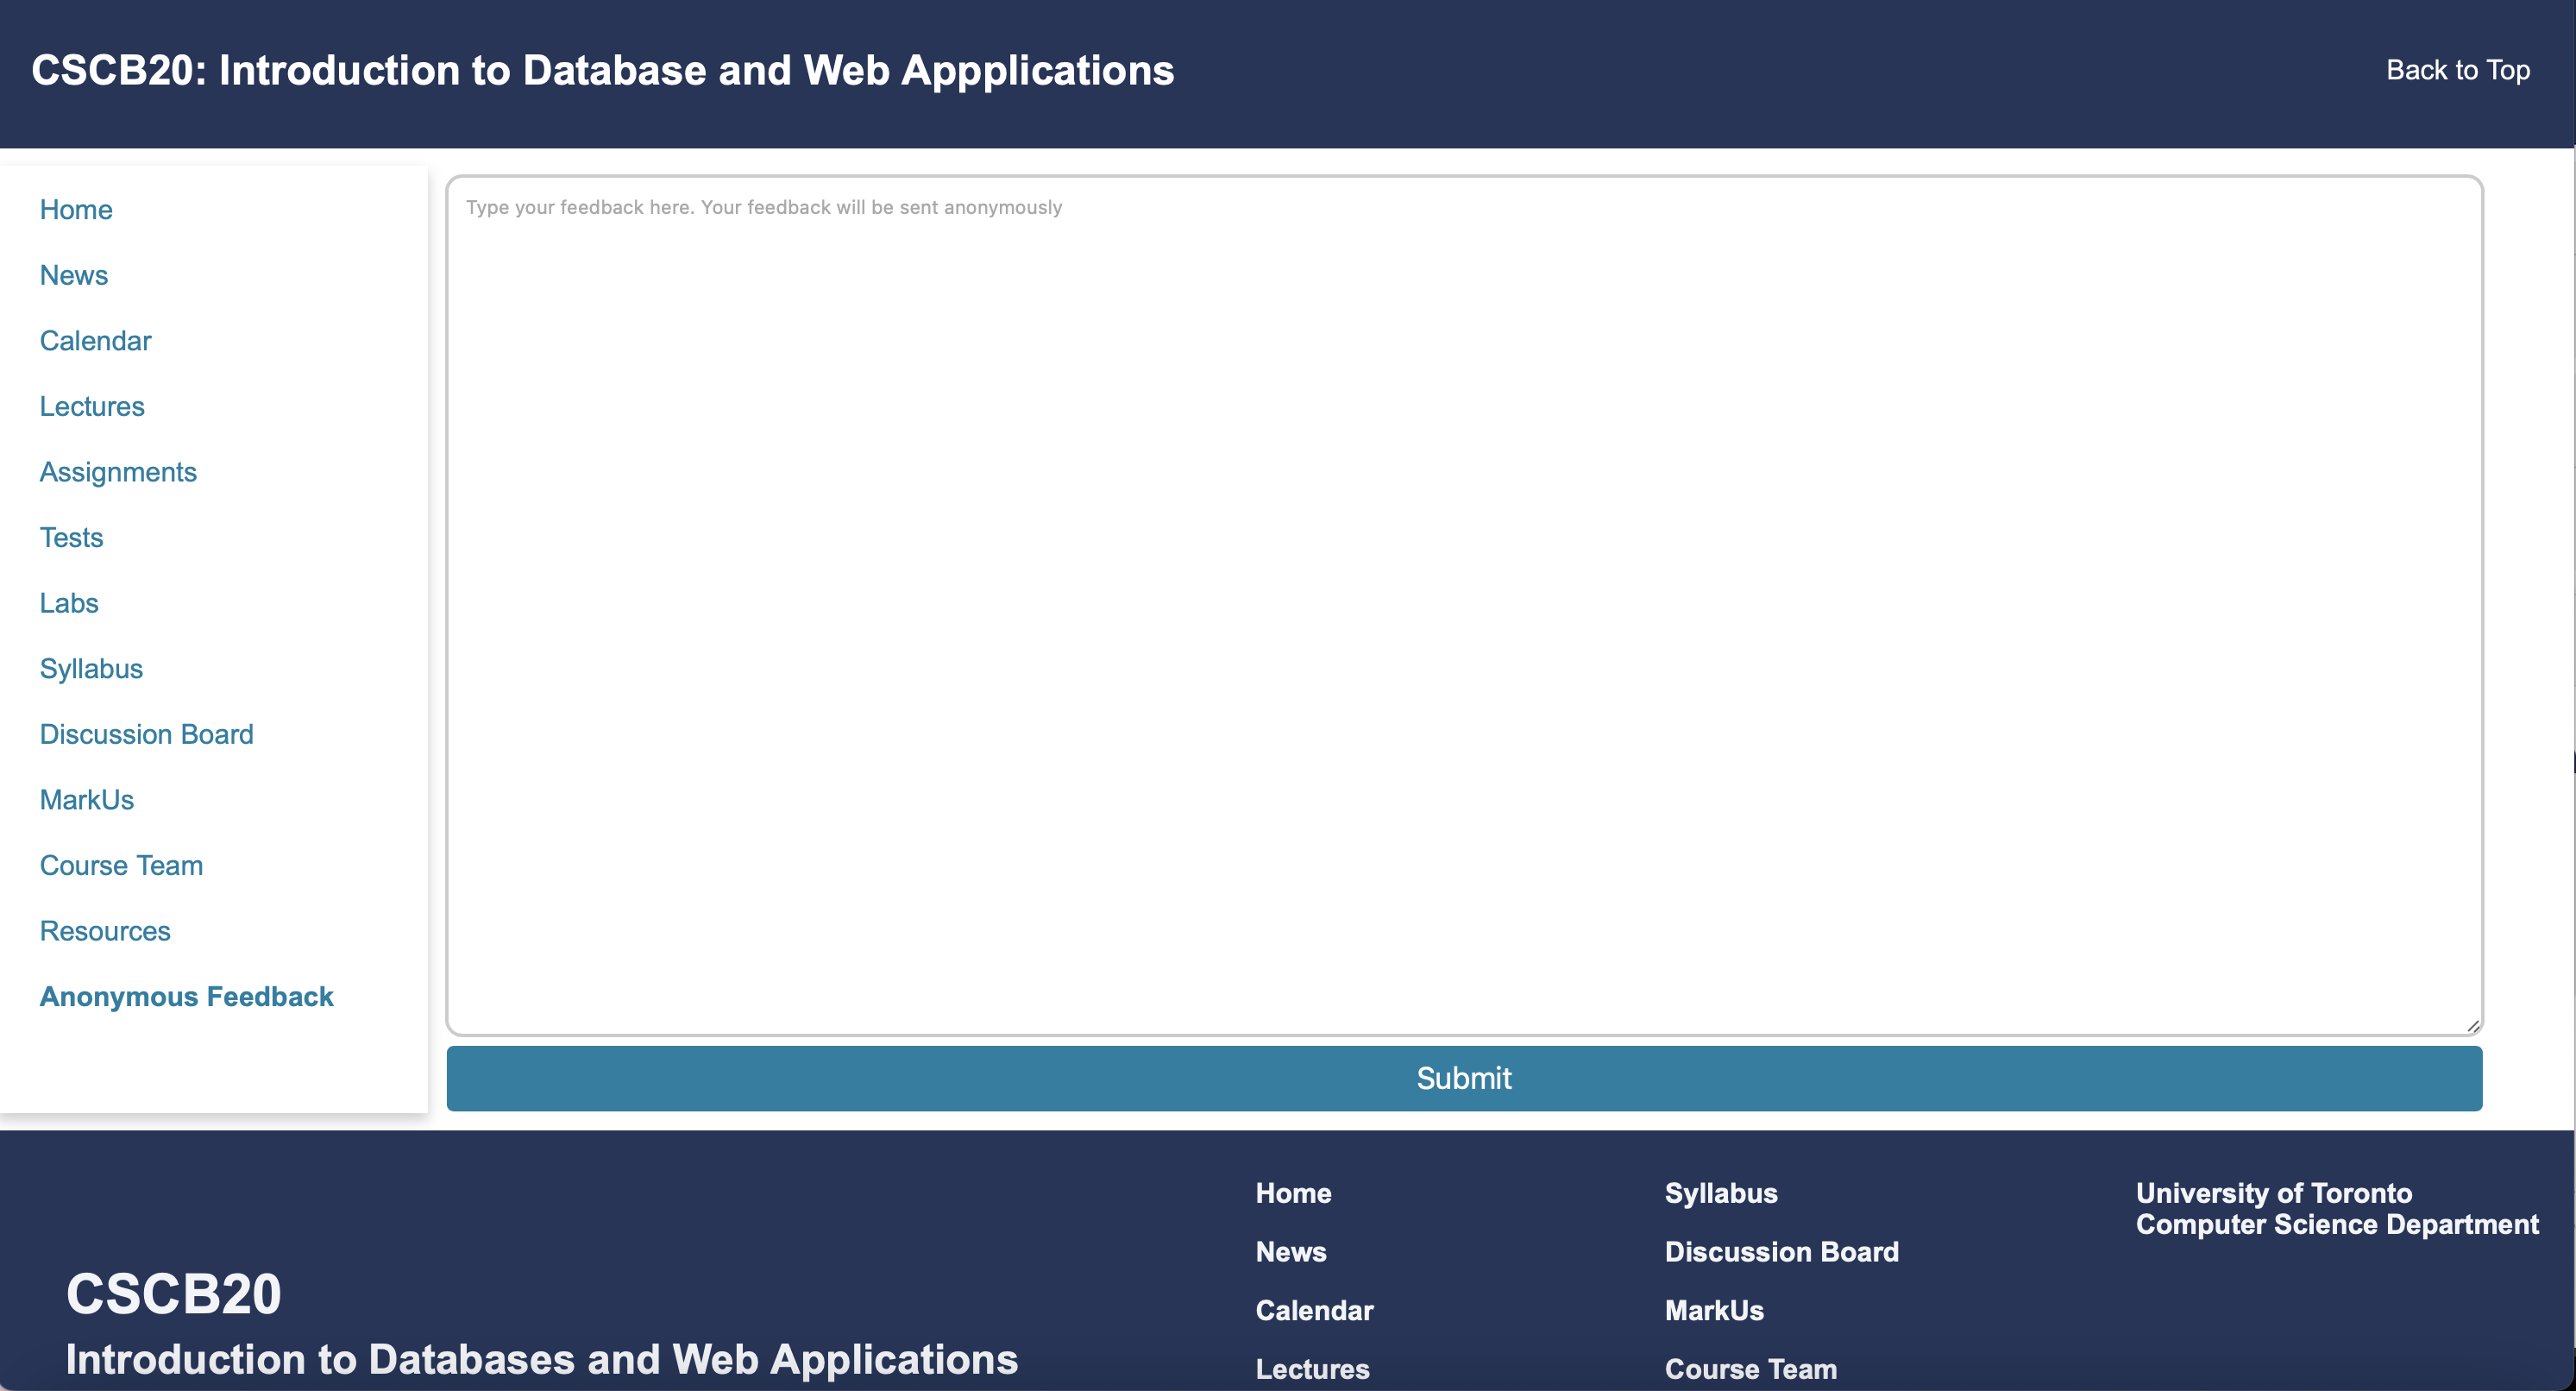 CSCB20: Introduction to Database and Web Appplications
Back to Top
Home
News
Calendar
Lectures
Assignments
Tests
Labs
Syllabus
Discussion Board
MarkUs
Course Team
Resources
Anonymous Feedback
Type your feedback here. Your feedback will be sent anonymously
Submit
CSCB20
Introduction to Databases and Web Applications
Home
News
Calendar
Lectures
Syllabus
Discussion Board
MarkUs
Course Team
University of Toronto
Computer Science Department